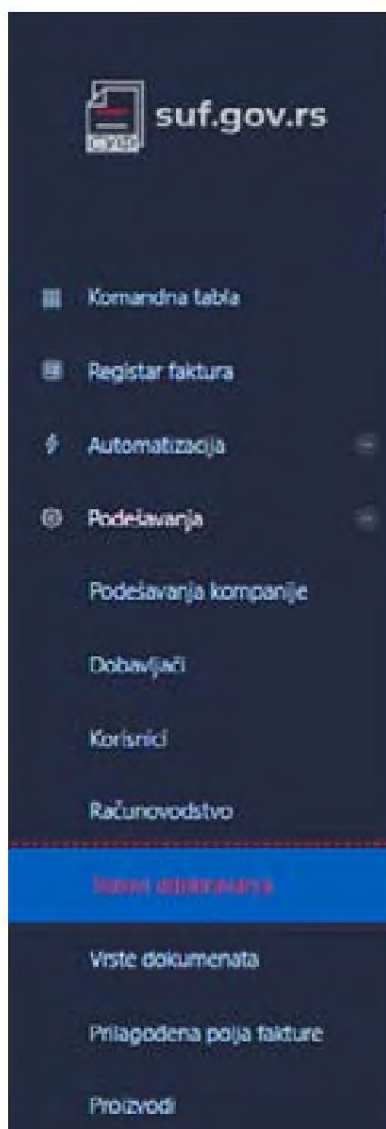 suf.gov.rs
Komandna tabla
Registar faktura
Automatizacija
Podešavanja
Podešavanja kompanije
Dobavljači
Korisnici
Računovodstvo
Vrste dokumenata
Prilagođena polja fakture
Proizvodi